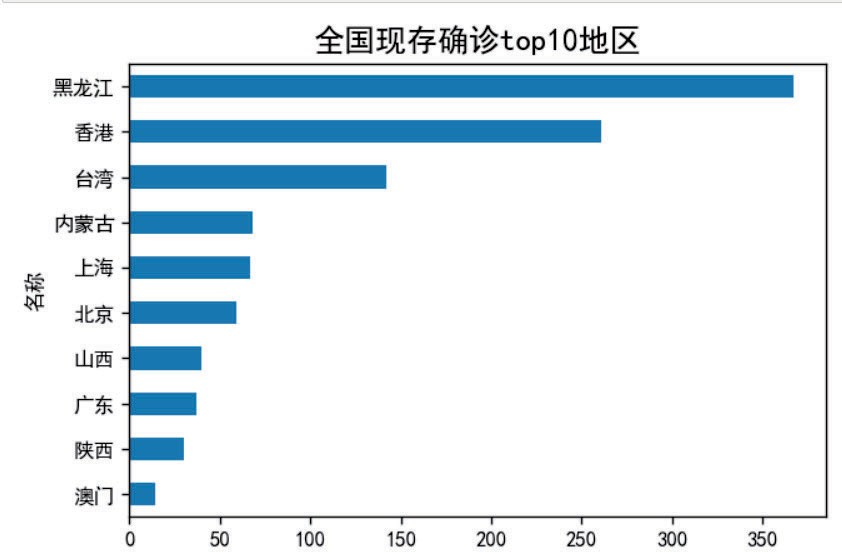 全国现存确诊top10地区
名称
黑龙江
香港
台湾
内蒙古
上海
北京
山西
广东
陕西
澳门
0 50 100 150 200 250 300 350